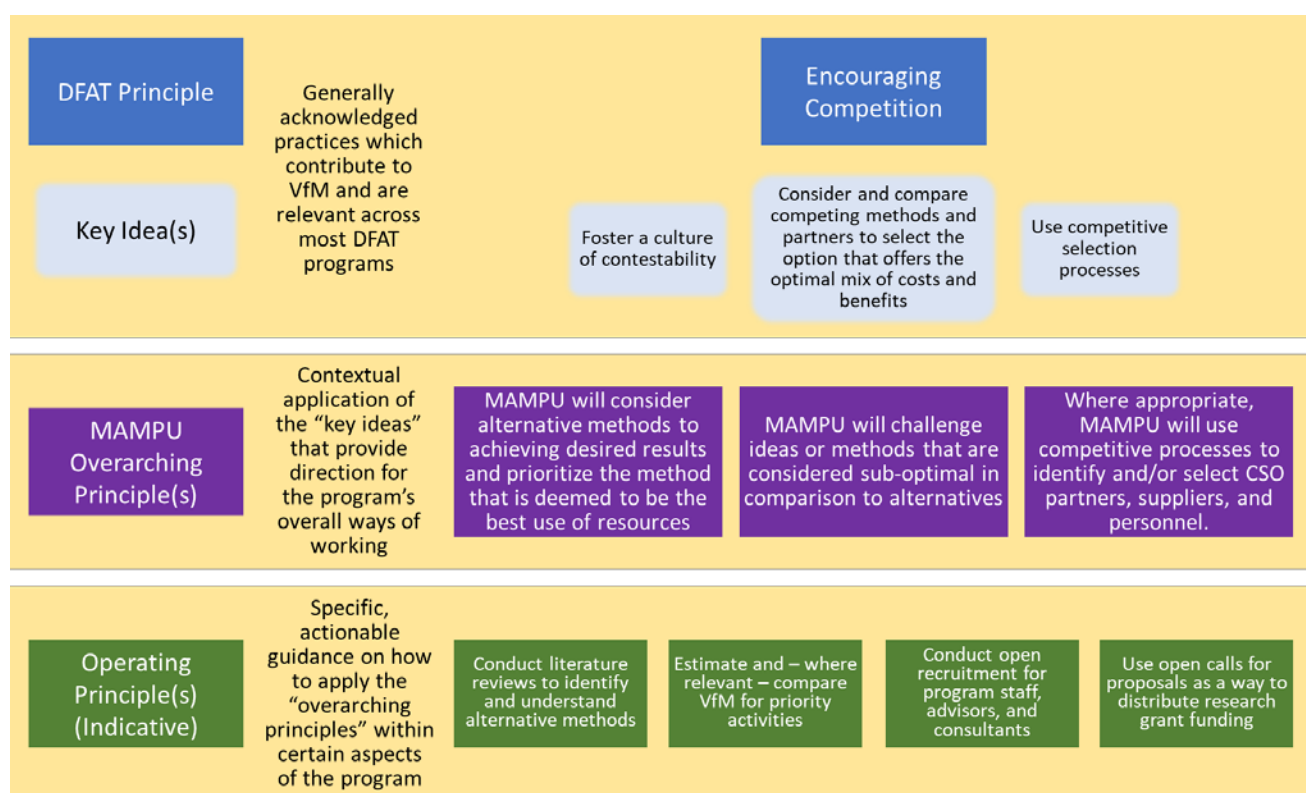 DFAT Principle
Generally
acknowledged
practices which
contribute to
VfM and are
relevant across
most DFAT
programs
Encouraging
Competition
Key Idea(s)
Foster a culture
of contestability
Consider and compare
competing methods and
partners to select the
option that offers the
optimal mix of costs and
benefits
Use competitive
selection
processes
MAMPU
Overarching
Principle(s)
Contextual
application of
the “key ideas”
that provide
direction for
the program’s
overall ways of
working
MAMPU will consider
alternative methods to
achieving desired results
and prioritize the method
that is deemed to be the
best use of resources
MAMPU will challenge
ideas or methods that are
considered sub-optimal in
comparison to alternatives
Where appropriate,
MAMPU will use
competitive processes to
identify and/or select CSO
partners, suppliers, and
personnel.
Operating
Principle(s)
(Indicative)
Specific,
actionable
guidance on how
to apply the
“overarching
principles” within
certain aspects
of the program
Conduct literature
reviews to identify
and understand
alternative methods
Estimate and – where
relevant – compare
VfM for priority
activities
Conduct open
recruitment for
program staff,
advisors, and
consultants
Use open calls for
proposals as a way to
distribute research
grant funding